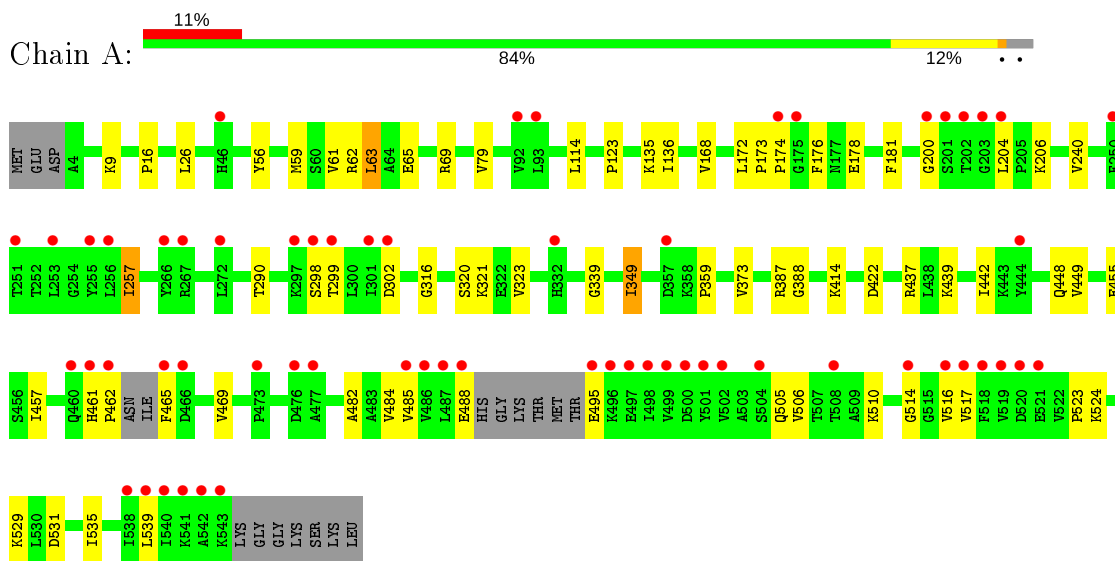 11%
Chain A:
84% 12% • •
MET GLU ASP A4 K9 P16 L26 H46 Y56 M59 S60 V61 R62 L63 A64 E65 R69 V79 V92 L93 L114 P123 K135 I136 V168 L172 P173 P174 G175 F176 N177 E178 F181 G200 S201 T202 G203 L204 P205 K206 V240
T251 T252 L253 G254 Y255 L256 I257 Y266 R267 L272 T290 K297 S298 T299 L300 I301 D302 G316 S320 K321 E322 V323 H332 G339 I349 D357 K358 P359 V373 R387 G388 K414 D422 R437 L438 K439 I442 K443 Y444 Q448 V449
S456 I457 Q460 H461 P462 ASN ILE F465 D466 V469 P473 D476 A477 A482 A483 V484 V485 V486 L487 E488 HIS GLY LYS THR MET THR E495 K496 E497 I498 V499 D500 Y501 V502 A503 S504 Q505 V506 T507 T508 A509 K510 G514 G515 V516 V517 F518 V519 D520 E521 V522 P523 K524
K529 L530 D531 I535 I538 L539 I540 K541 A542 K543 LYS GLY GLY LYS SER LYS LEU